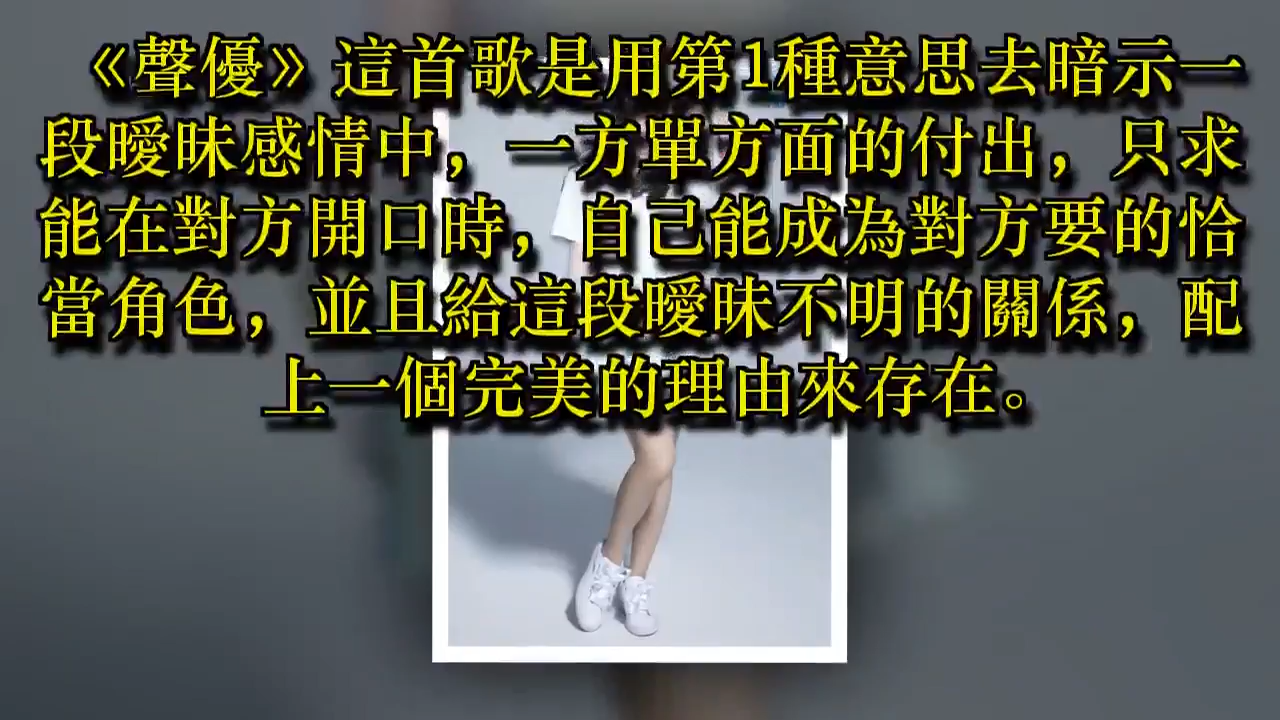 《聲優》這首歌是用第1種意思去暗示一
段曖昧感情中，一方單方面的付出，只求
能在對方開口時，自己能成為對方要的恰
當角色，並且給這段曖昧不明的關係，配
上一個完美的理由來存在。